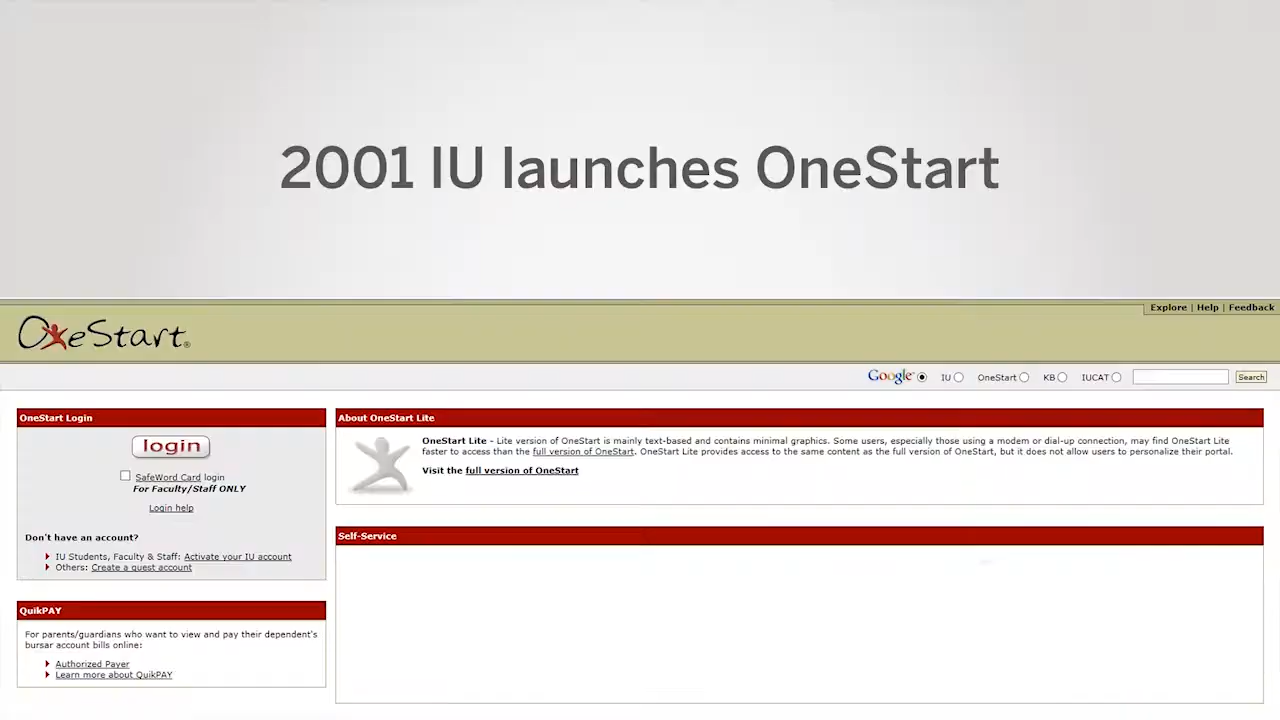 2001 IU launches OneStart
Explore | Help | Feedback
OneStart®
Google IU OneStart KB IUCAT Search
OneStart Login
login
SafeWord Card login
For Faculty/Staff ONLY
Login help
Don't have an account?
IU Students, Faculty & Staff: Activate your IU account
Others: Create a guest account
QuikPAY
For parents/guardians who want to view and pay their dependent's
bursar account bills online:
Authorized Payer
Learn more about QuikPAY
About OneStart Lite
OneStart Lite - Lite version of OneStart is mainly text-based and contains minimal graphics. Some users, especially those using a modem or dial-up connection, may find OneStart Lite
faster to access than the full version of OneStart. OneStart Lite provides access to the same content as the full version of OneStart, but it does not allow users to personalize their portal.
Visit the full version of OneStart
Self-Service